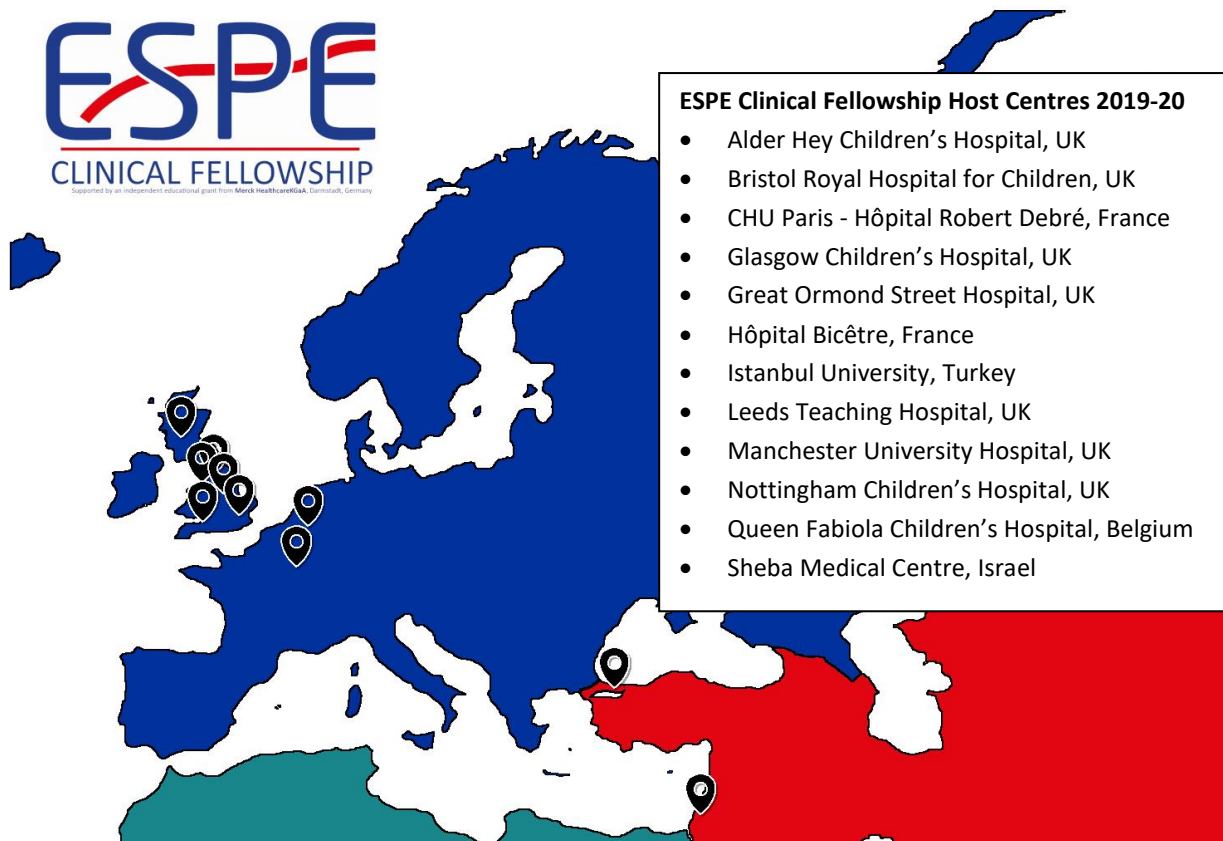 ESPE
CLINICAL FELLOWSHIP
Supported by an independent educational grant from Merck HealthcareKGaA, Darmstadt, Germany
ESPE Clinical Fellowship Host Centres 2019-20
• Alder Hey Children’s Hospital, UK
• Bristol Royal Hospital for Children, UK
• CHU Paris - Hôpital Robert Debré, France
• Glasgow Children’s Hospital, UK
• Great Ormond Street Hospital, UK
• Hôpital Bicêtre, France
• Istanbul University, Turkey
• Leeds Teaching Hospital, UK
• Manchester University Hospital, UK
• Nottingham Children’s Hospital, UK
• Queen Fabiola Children’s Hospital, Belgium
• Sheba Medical Centre, Israel